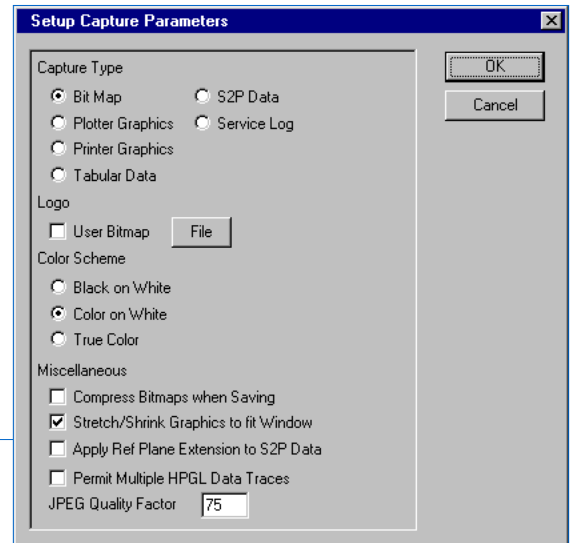 Setup Capture Parameters
OK
Cancel
Capture Type
Bit Map
S2P Data
Plotter Graphics
Service Log
Printer Graphics
Tabular Data
Logo
User Bitmap
File
Color Scheme
Black on White
Color on White
True Color
Miscellaneous
Compress Bitmaps when Saving
Stretch/Shrink Graphics to fit Window
Apply Ref Plane Extension to S2P Data
Permit Multiple HPGL Data Traces
JPEG Quality Factor 75